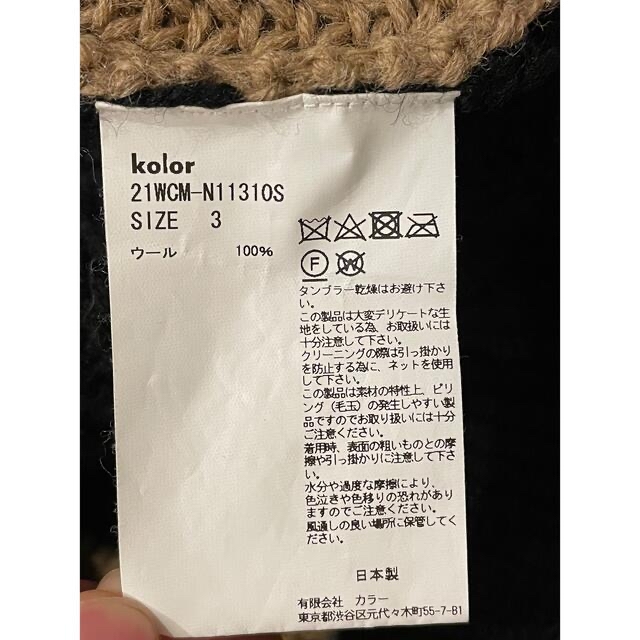 kolor
21WCM-N11310S
SIZE 3
ウール 100%
F W
タンブラー乾燥はお避け下さ
い。
この製品は大変デリケートな生
地をしている為、お取扱いには
十分注意して下さい。
クリーニングの際は引っ掛かり
を防止する為に、ネットを使用
して下さい。
この製品は素材の特性上、ピリ
ング（毛玉）の発生しやすい製
品ですのでお取り扱いには十分
ご注意ください。
着用時、表面の粗いものとの摩
擦や引っ掛かりに注意して下さ
い。
水分や過度な摩擦により、
色泣きや色移りの恐れがあり
ますのでご注意ください。
風通しの良い場所に保管してく
ださい。
日本製
有限会社 カラー
東京都渋谷区元代々木町55-7-B1